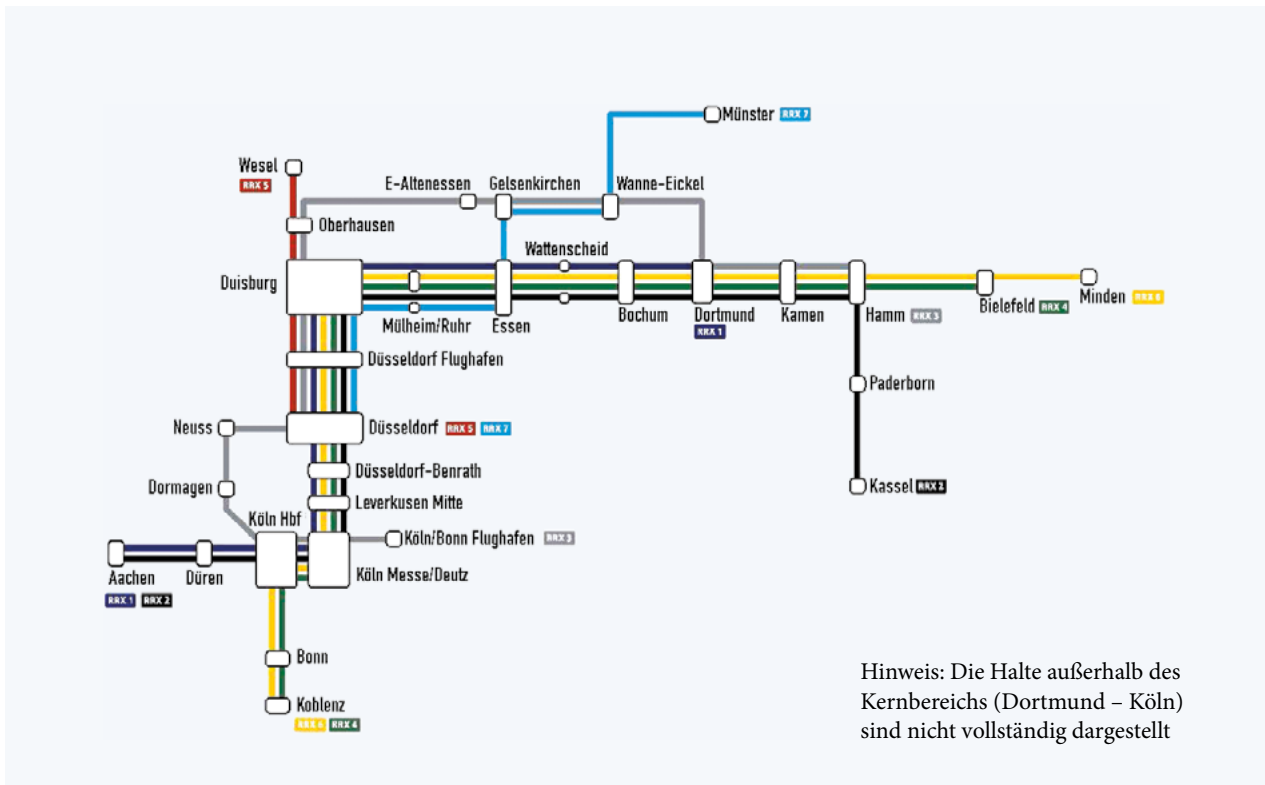 Münster RRX 7
Wesel
RRX 5
E-Altenessen Gelsenkirchen Wanne-Eickel
Oberhausen
Wattenscheid
Duisburg
Mülheim/Ruhr Essen Bochum Dortmund Kamen Hamm RRX 3 Bielefeld RRX 4 Minden RRX 6
RRX 1
Düsseldorf Flughafen
Paderborn
Neuss Düsseldorf RRX 5 RRX 7
Düsseldorf-Benrath
Dormagen Kassel RRX 2
Leverkusen Mitte
Köln Hbf
Köln/Bonn Flughafen RRX 3
Aachen Düren Köln Messe/Deutz
RRX 1 RRX 2
Bonn
Koblenz
RRX 6 RRX 4
Hinweis: Die Halte außerhalb des
Kernbereichs (Dortmund – Köln)
sind nicht vollständig dargestellt